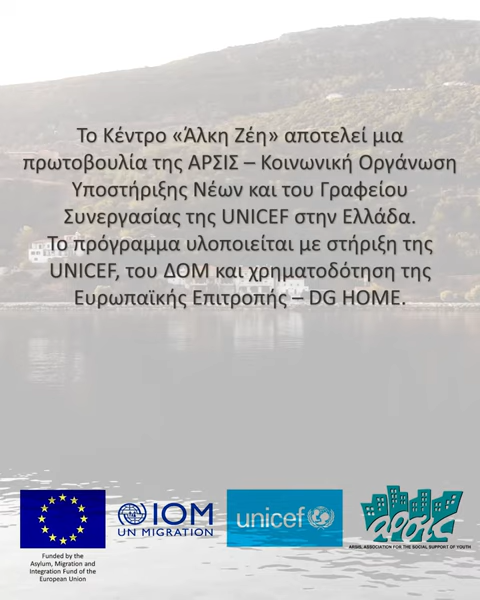 Το Κέντρο «Άλκη Ζέη» αποτελεί μια
πρωτοβουλία της ΑΡΣΙΣ – Κοινωνική Οργάνωση
Υποστήριξης Νέων και του Γραφείου
Συνεργασίας της UNICEF στην Ελλάδα.
Το πρόγραμμα υλοποιείται με στήριξη της
UNICEF, του ΔΟΜ και χρηματοδότηση της
Ευρωπαϊκής Επιτροπής – DG HOME.
Funded by the
Asylum, Migration and
Integration Fund of the
European Union
IOM
UN MIGRATION
unicef
αρσις
ARSIS, ASSOCIATION FOR THE SOCIAL SUPPORT OF YOUTH